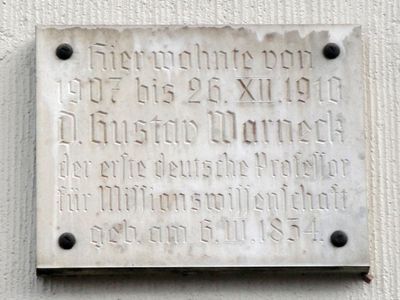 Hier wohnte von
1907 bis 26. XII. 1910
D. Gustav Warneck
der erste deutsche Professor
für Missionswissenschaft
geb. am 6. III. 1834.